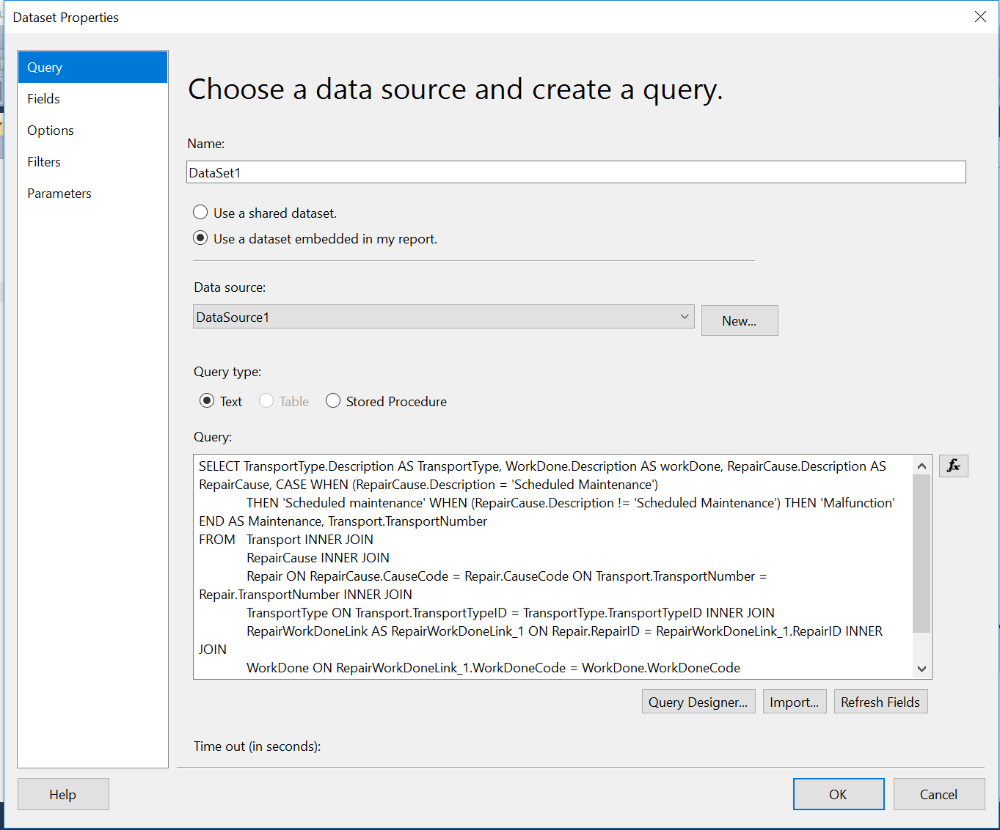 Dataset Properties
Query
Fields
Options
Filters
Parameters
Choose a data source and create a query.
Name:
DataSet1
Use a shared dataset.
Use a dataset embedded in my report.
Data source:
DataSource1
New...
Query type:
Text Table Stored Procedure
Query:
SELECT TransportType.Description AS TransportType, WorkDone.Description AS workDone, RepairCause.Description AS
RepairCause, CASE WHEN (RepairCause.Description = 'Scheduled Maintenance')
THEN 'Scheduled maintenance' WHEN (RepairCause.Description != 'Scheduled Maintenance') THEN 'Malfunction'
END AS Maintenance, Transport.TransportNumber
FROM Transport INNER JOIN
RepairCause INNER JOIN
Repair ON RepairCause.CauseCode = Repair.CauseCode ON Transport.TransportNumber =
Repair.TransportNumber INNER JOIN
TransportType ON Transport.TransportTypeID = TransportType.TransportTypeID INNER JOIN
RepairWorkDoneLink AS RepairWorkDoneLink_1 ON Repair.RepairID = RepairWorkDoneLink_1.RepairID INNER
JOIN
WorkDone ON RepairWorkDoneLink_1.WorkDoneCode = WorkDone.WorkDoneCode
fx
Query Designer... Import... Refresh Fields
Time out (in seconds):
Help OK Cancel